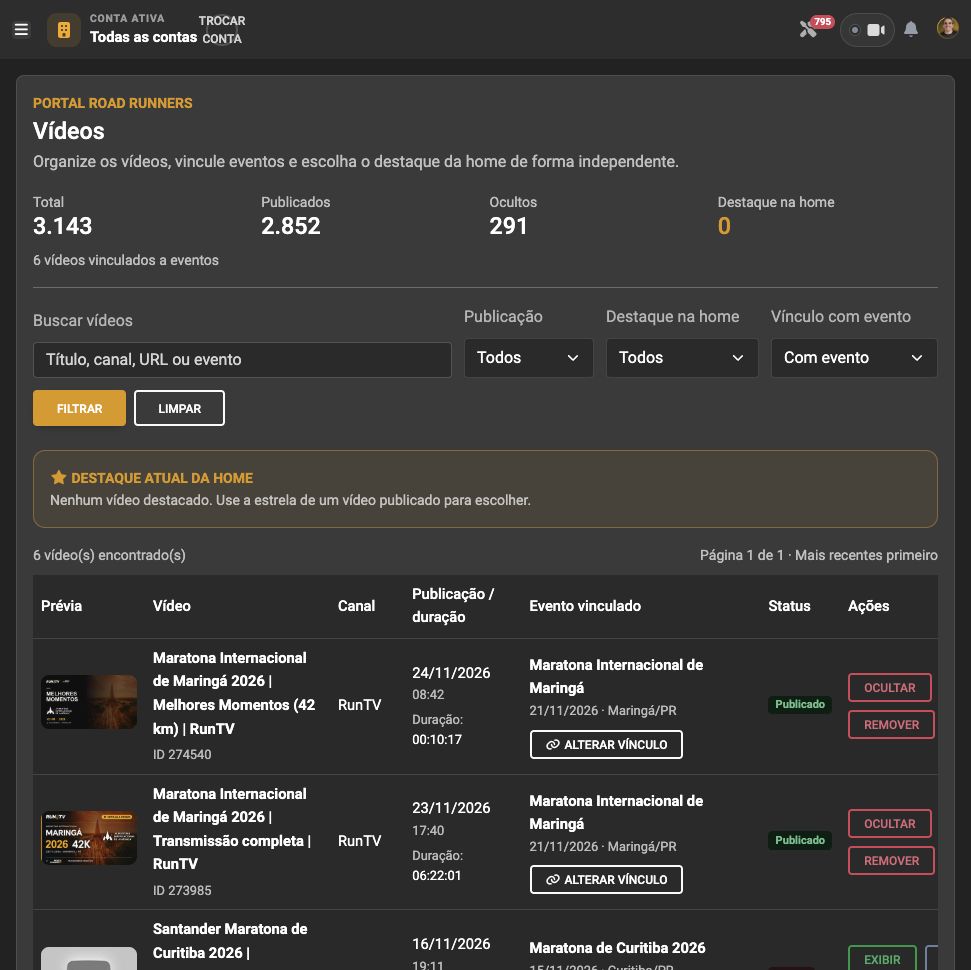 CONTA ATIVA
Todas as contas
TROCAR
CONTA
795
PORTAL ROAD RUNNERS
Vídeos
Organize os vídeos, vincule eventos e escolha o destaque da home de forma independente.
Total
3.143
Publicados
2.852
Ocultos
291
Destaque na home
0
6 vídeos vinculados a eventos
Buscar vídeos
Título, canal, URL ou evento
Publicação
Todos
Destaque na home
Todos
Vínculo com evento
Com evento
FILTRAR
LIMPAR
DESTAQUE ATUAL DA HOME
Nenhum vídeo destacado. Use a estrela de um vídeo publicado para escolher.
6 vídeo(s) encontrado(s)
Página 1 de 1 · Mais recentes primeiro
Prévia
Vídeo
Canal
Publicação /
duração
Evento vinculado
Status
Ações
MELHORES
MOMENTOS
Maratona Internacional
de Maringá 2026 |
Melhores Momentos (42
km) | RunTV
ID 274540
RunTV
24/11/2026
08:42
Duração:
00:10:17
Maratona Internacional de
Maringá
21/11/2026 · Maringá/PR
ALTERAR VÍNCULO
Publicado
OCULTAR
REMOVER
MARINGÁ
2026 42K
Maratona Internacional
de Maringá 2026 |
Transmissão completa |
RunTV
ID 273985
RunTV
23/11/2026
17:40
Duração:
06:22:01
Maratona Internacional de
Maringá
21/11/2026 · Maringá/PR
ALTERAR VÍNCULO
Publicado
OCULTAR
REMOVER
Santander Maratona de
Curitiba 2026 |
16/11/2026
19:11
Maratona de Curitiba 2026
15/11/2026 · Curitiba/PR
EXIBIR